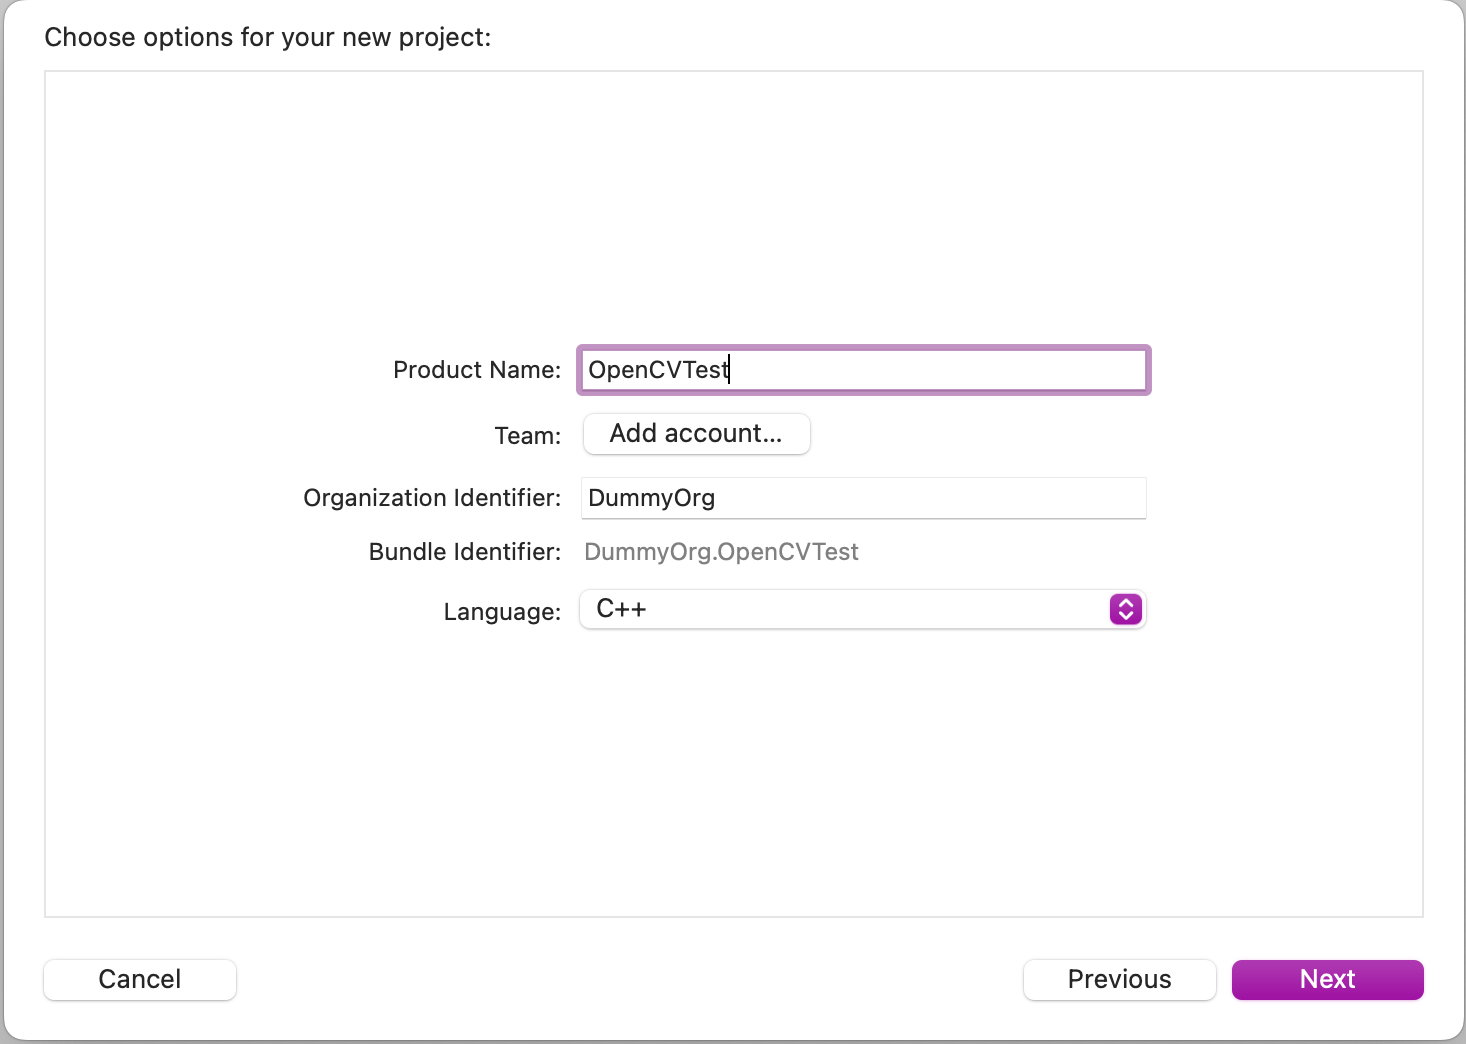 Choose options for your new project:
Product Name: OpenCVTest
Team: Add account...
Organization Identifier: DummyOrg
Bundle Identifier: DummyOrg.OpenCVTest
Language: C++
Cancel Previous Next